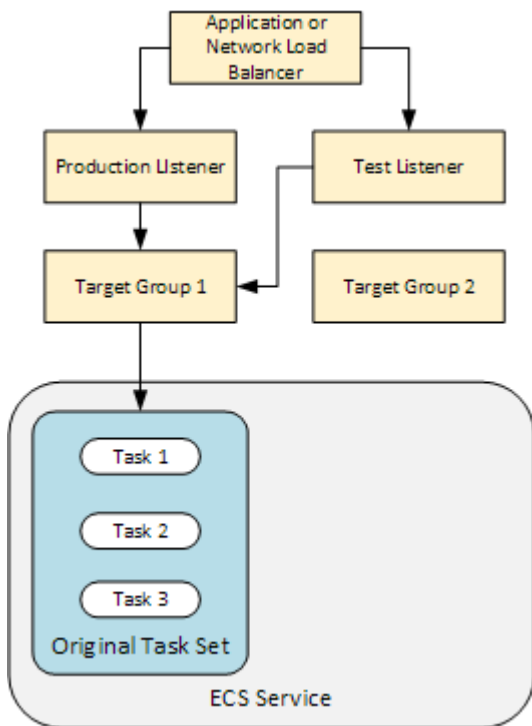 Application or
Network Load
Balancer
Production LIstener
Test Listener
Target Group 1
Target Group 2
Task 1
Task 2
Task 3
Original Task Set
ECS Service